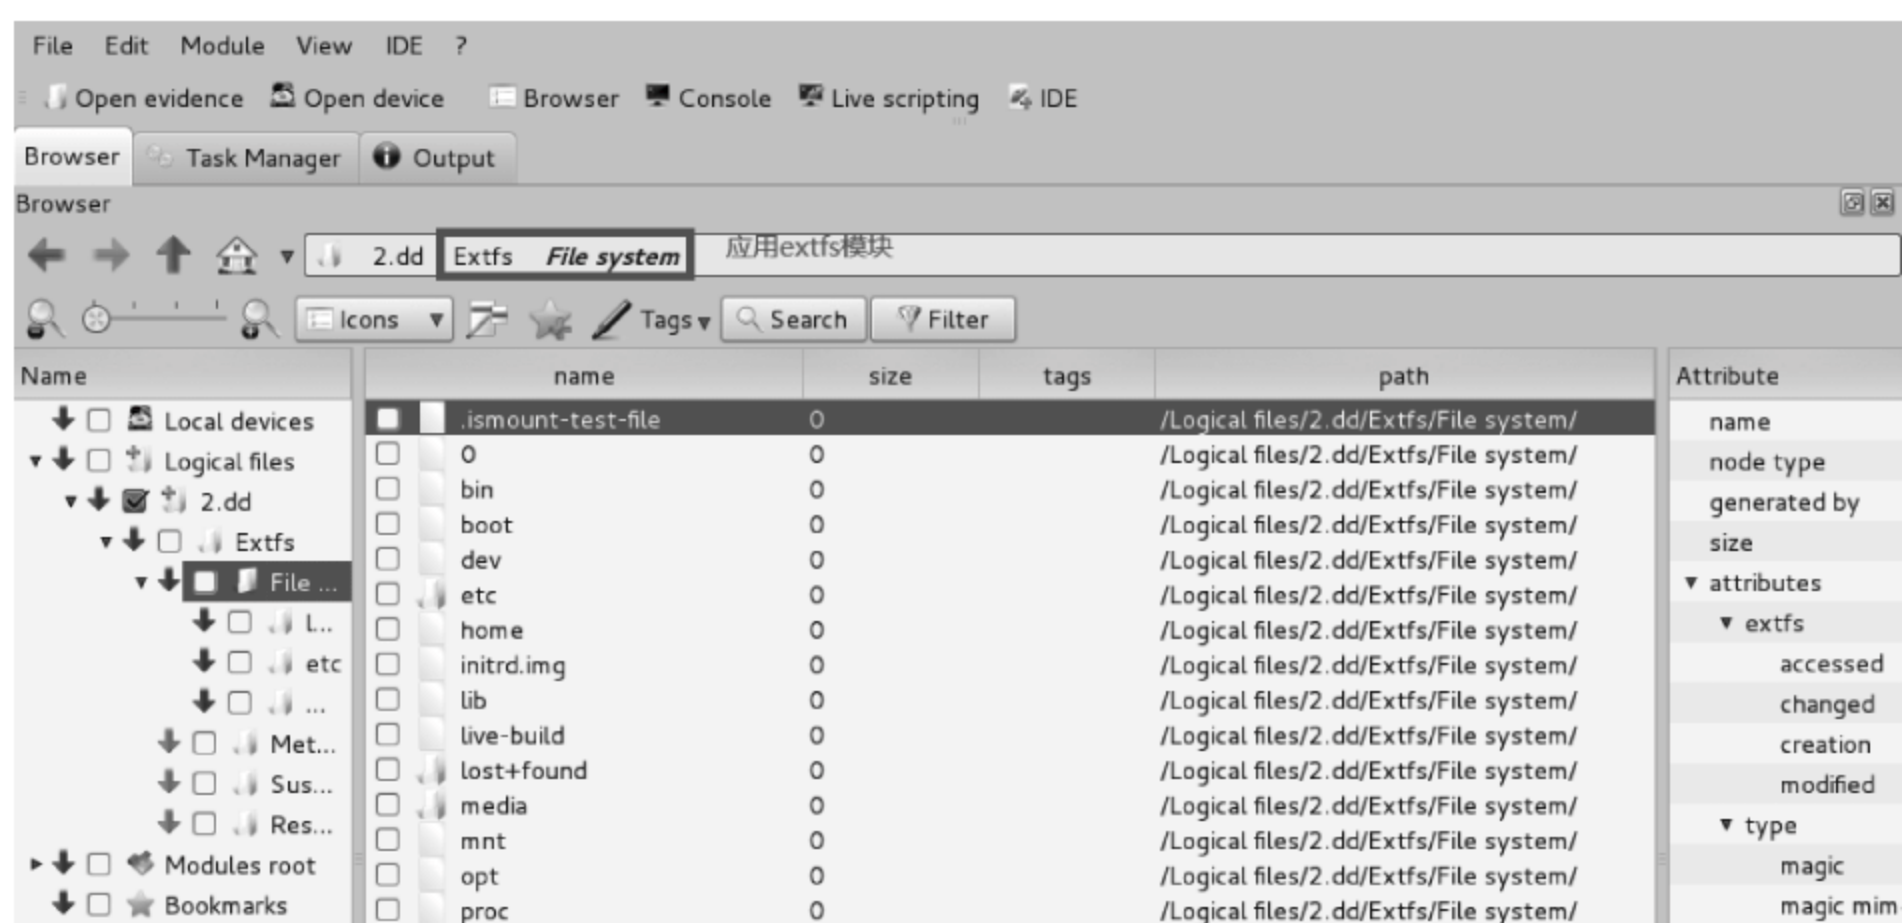 File Edit Module View IDE ?
Open evidence Open device Browser Console Live scripting IDE
Browser Task Manager Output
Browser
2.dd Extfs File system 应用extfs模块
Icons Tags Search Filter
Name name size tags path Attribute
Local devices .ismount-test-file 0 /Logical files/2.dd/Extfs/File system/ name
Logical files 0 0 /Logical files/2.dd/Extfs/File system/ node type
2.dd bin 0 /Logical files/2.dd/Extfs/File system/ generated by
Extfs boot 0 /Logical files/2.dd/Extfs/File system/ size
File ... dev 0 /Logical files/2.dd/Extfs/File system/ attributes
l... etc 0 /Logical files/2.dd/Extfs/File system/ extfs
etc home 0 /Logical files/2.dd/Extfs/File system/ accessed
... initrd.img 0 /Logical files/2.dd/Extfs/File system/ changed
Met... lib 0 /Logical files/2.dd/Extfs/File system/ creation
Sus... live-build 0 /Logical files/2.dd/Extfs/File system/ modified
Res... lost+found 0 /Logical files/2.dd/Extfs/File system/ type
Modules root media 0 /Logical files/2.dd/Extfs/File system/ magic
Bookmarks mnt 0 /Logical files/2.dd/Extfs/File system/ magic mim
opt 0 /Logical files/2.dd/Extfs/File system/
proc 0 /Logical files/2.dd/Extfs/File system/